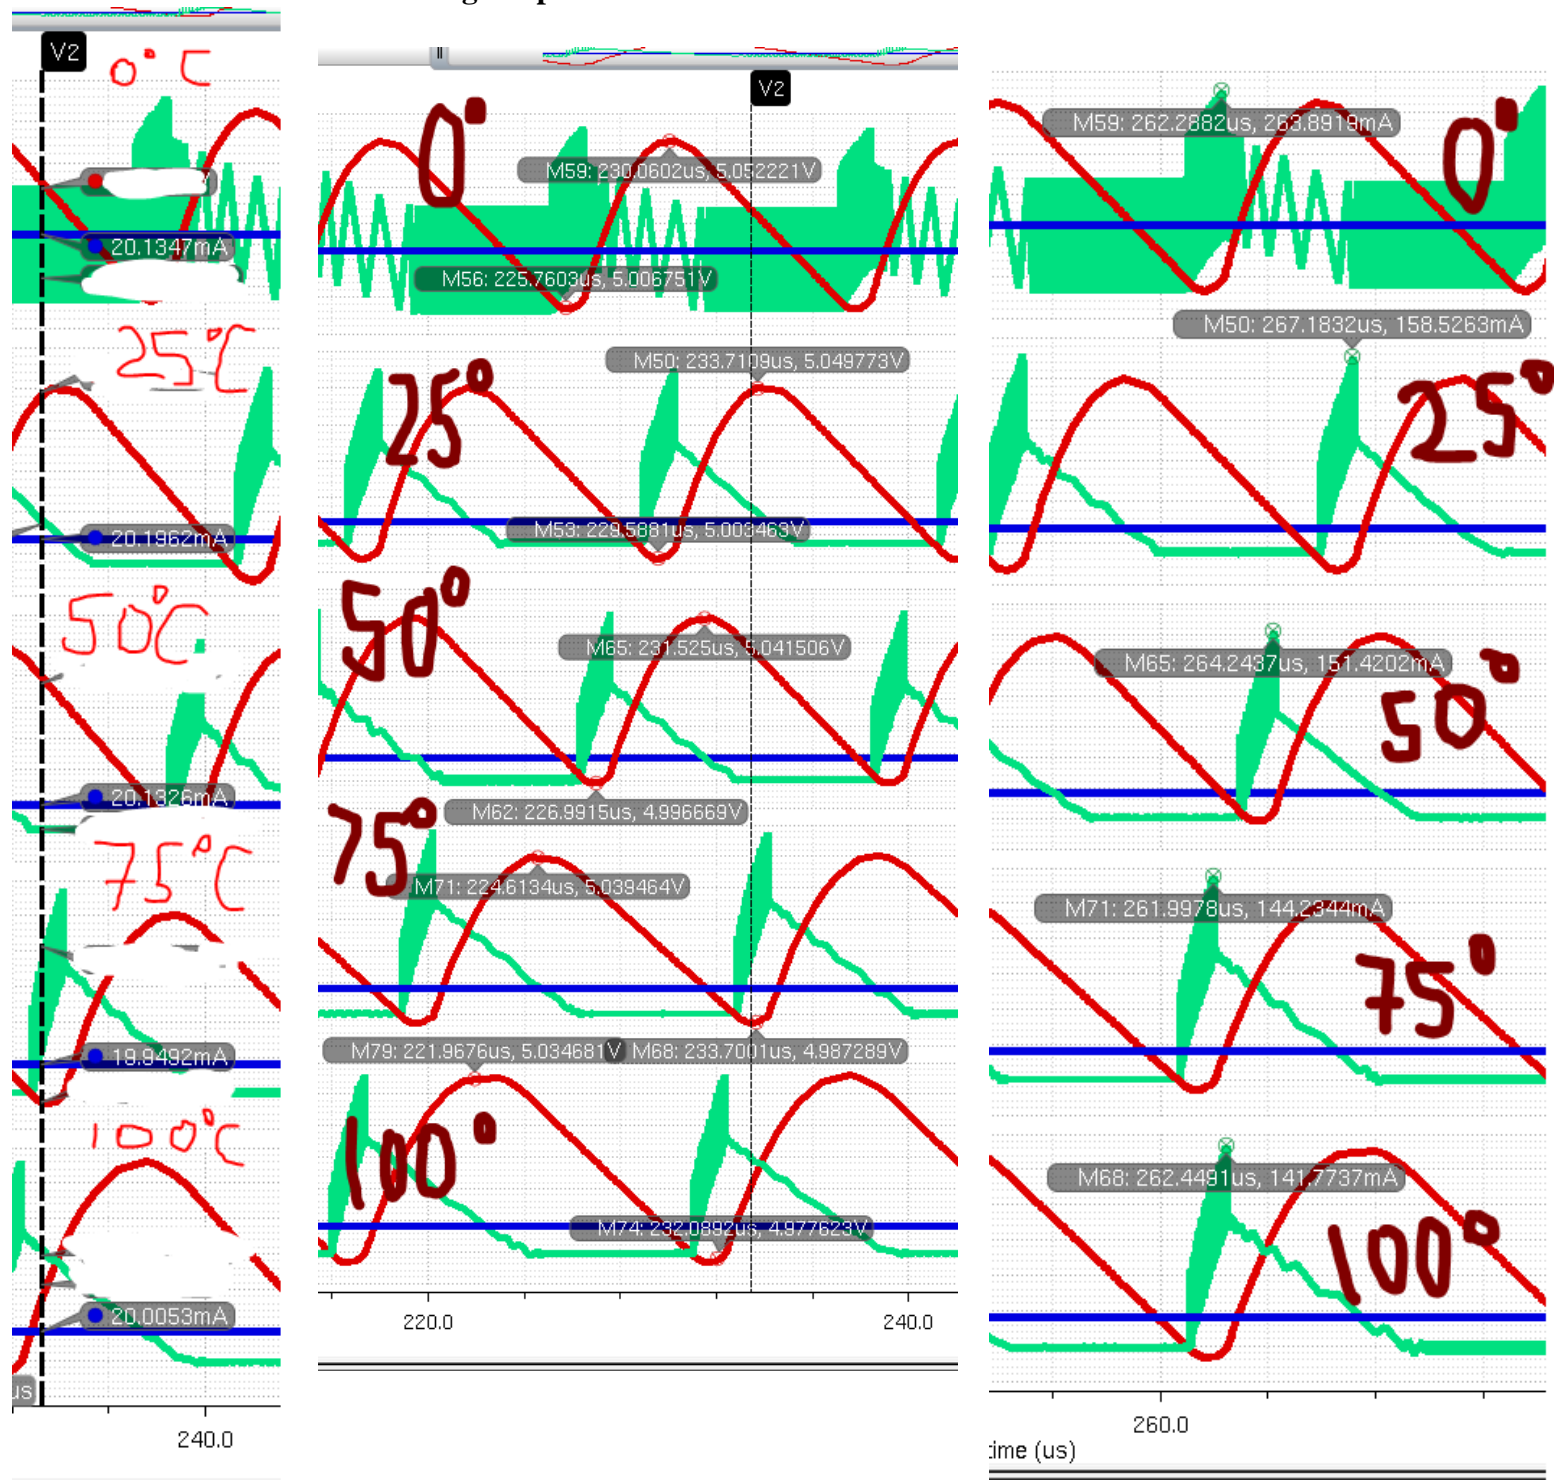 V2
0°C
20.1347mA
25°C
20.1962mA
50°C
20.1326mA
75°C
19.9492mA
100°C
20.0053mA
us
240.0
V2
0°
M59: 230.0602us, 5.052221V
M56: 225.7603us, 5.006751V
M50: 233.7109us, 5.049773V
25°
M53: 229.5881us, 5.003463V
50°
M65: 231.525us, 5.041506V
M62: 226.9915us, 4.996669V
75°
M71: 224.6134us, 5.039464V
M79: 221.9676us, 5.034681V M68: 233.7001us, 4.987289V
100°
M74: 232.0892us, 4.977623V
220.0 240.0
M59: 262.2882us, 263.8919mA
0°
M50: 267.1832us, 158.5263mA
25°
M65: 264.2437us, 151.4202mA
50°
M71: 261.9978us, 144.2344mA
75°
M68: 262.4491us, 141.7737mA
100°
260.0
time (us)